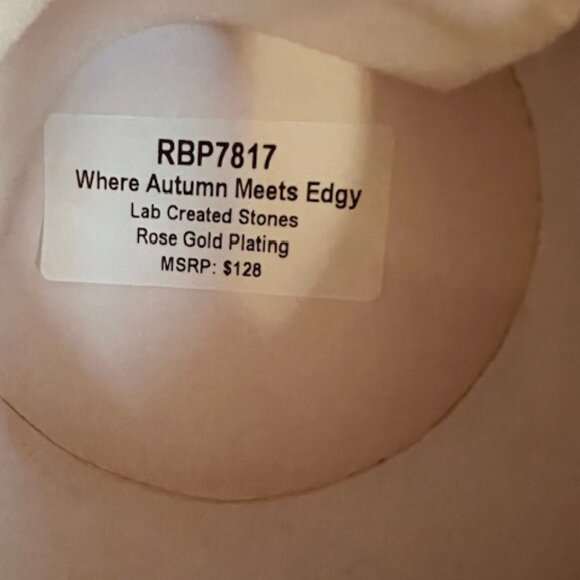 RBP7817
Where Autumn Meets Edgy
Lab Created Stones
Rose Gold Plating
MSRP: $128